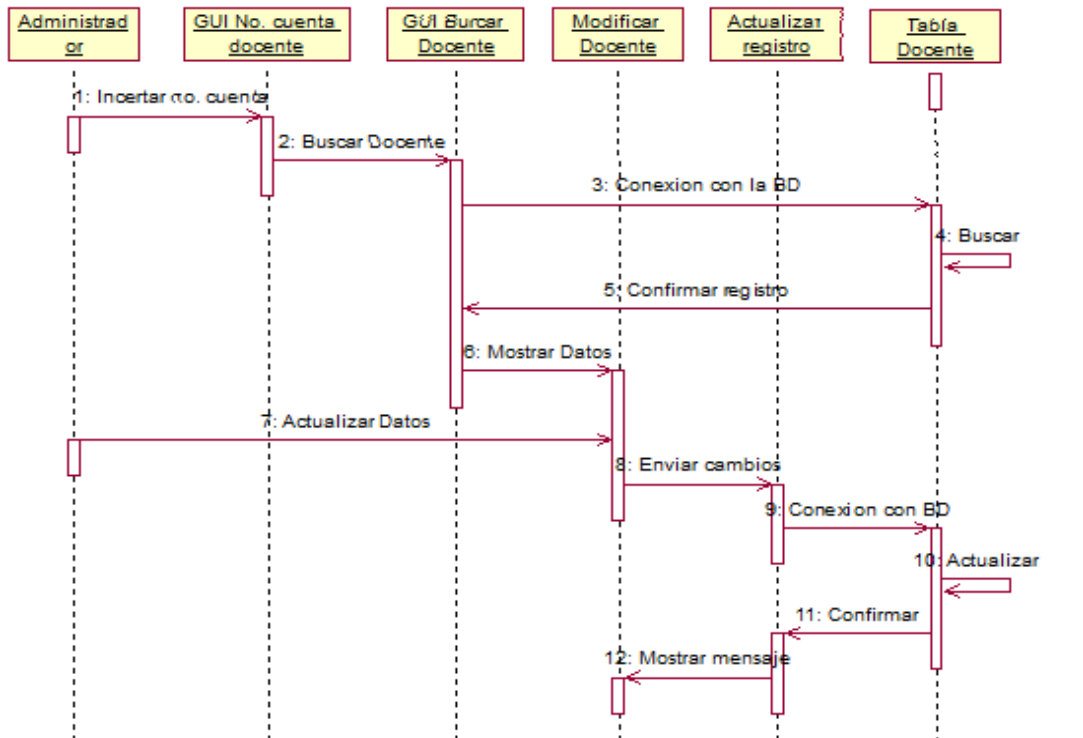 Administrad
or
GUI No. cuenta
docente
GUI Burcar
Docente
Modificar
Docente
Actualizar
registro
Tabla
Docente
1: Incertar no. cuenta
2: Buscar Docente
3: Conexion con la BD
4: Buscar
5: Confirmar registro
6: Mostrar Datos
7: Actualizar Datos
8: Enviar cambios
9: Conexion con BD
10: Actualizar
11: Confirmar
12: Mostrar mensaje